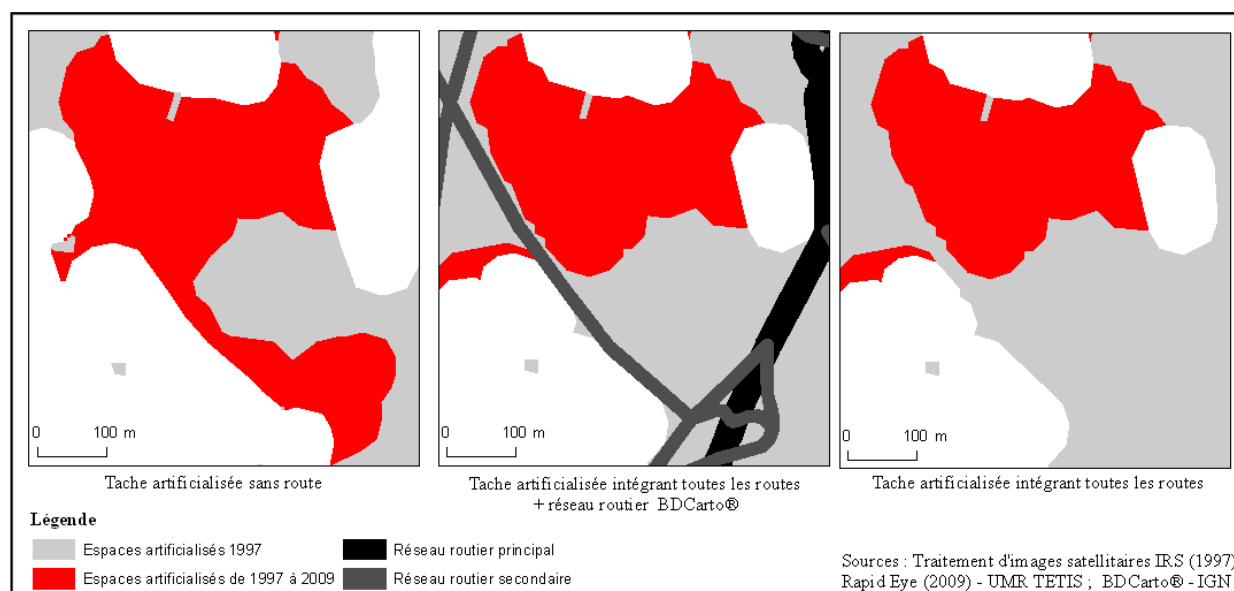 0 100 m
0 100 m
0 100 m
Tache artificialisée sans route
Tache artificialisée intégrant toutes les routes
+ réseau routier BDCarto®
Tache artificialisée intégrant toutes les routes
Légende
Espaces artificialisés 1997
Réseau routier principal
Espaces artificialisés de 1997 à 2009
Réseau routier secondaire
Sources : Traitement d'images satellitaires IRS (1997)
Rapid Eye (2009) - UMR TETIS ; BDCarto® - IGN